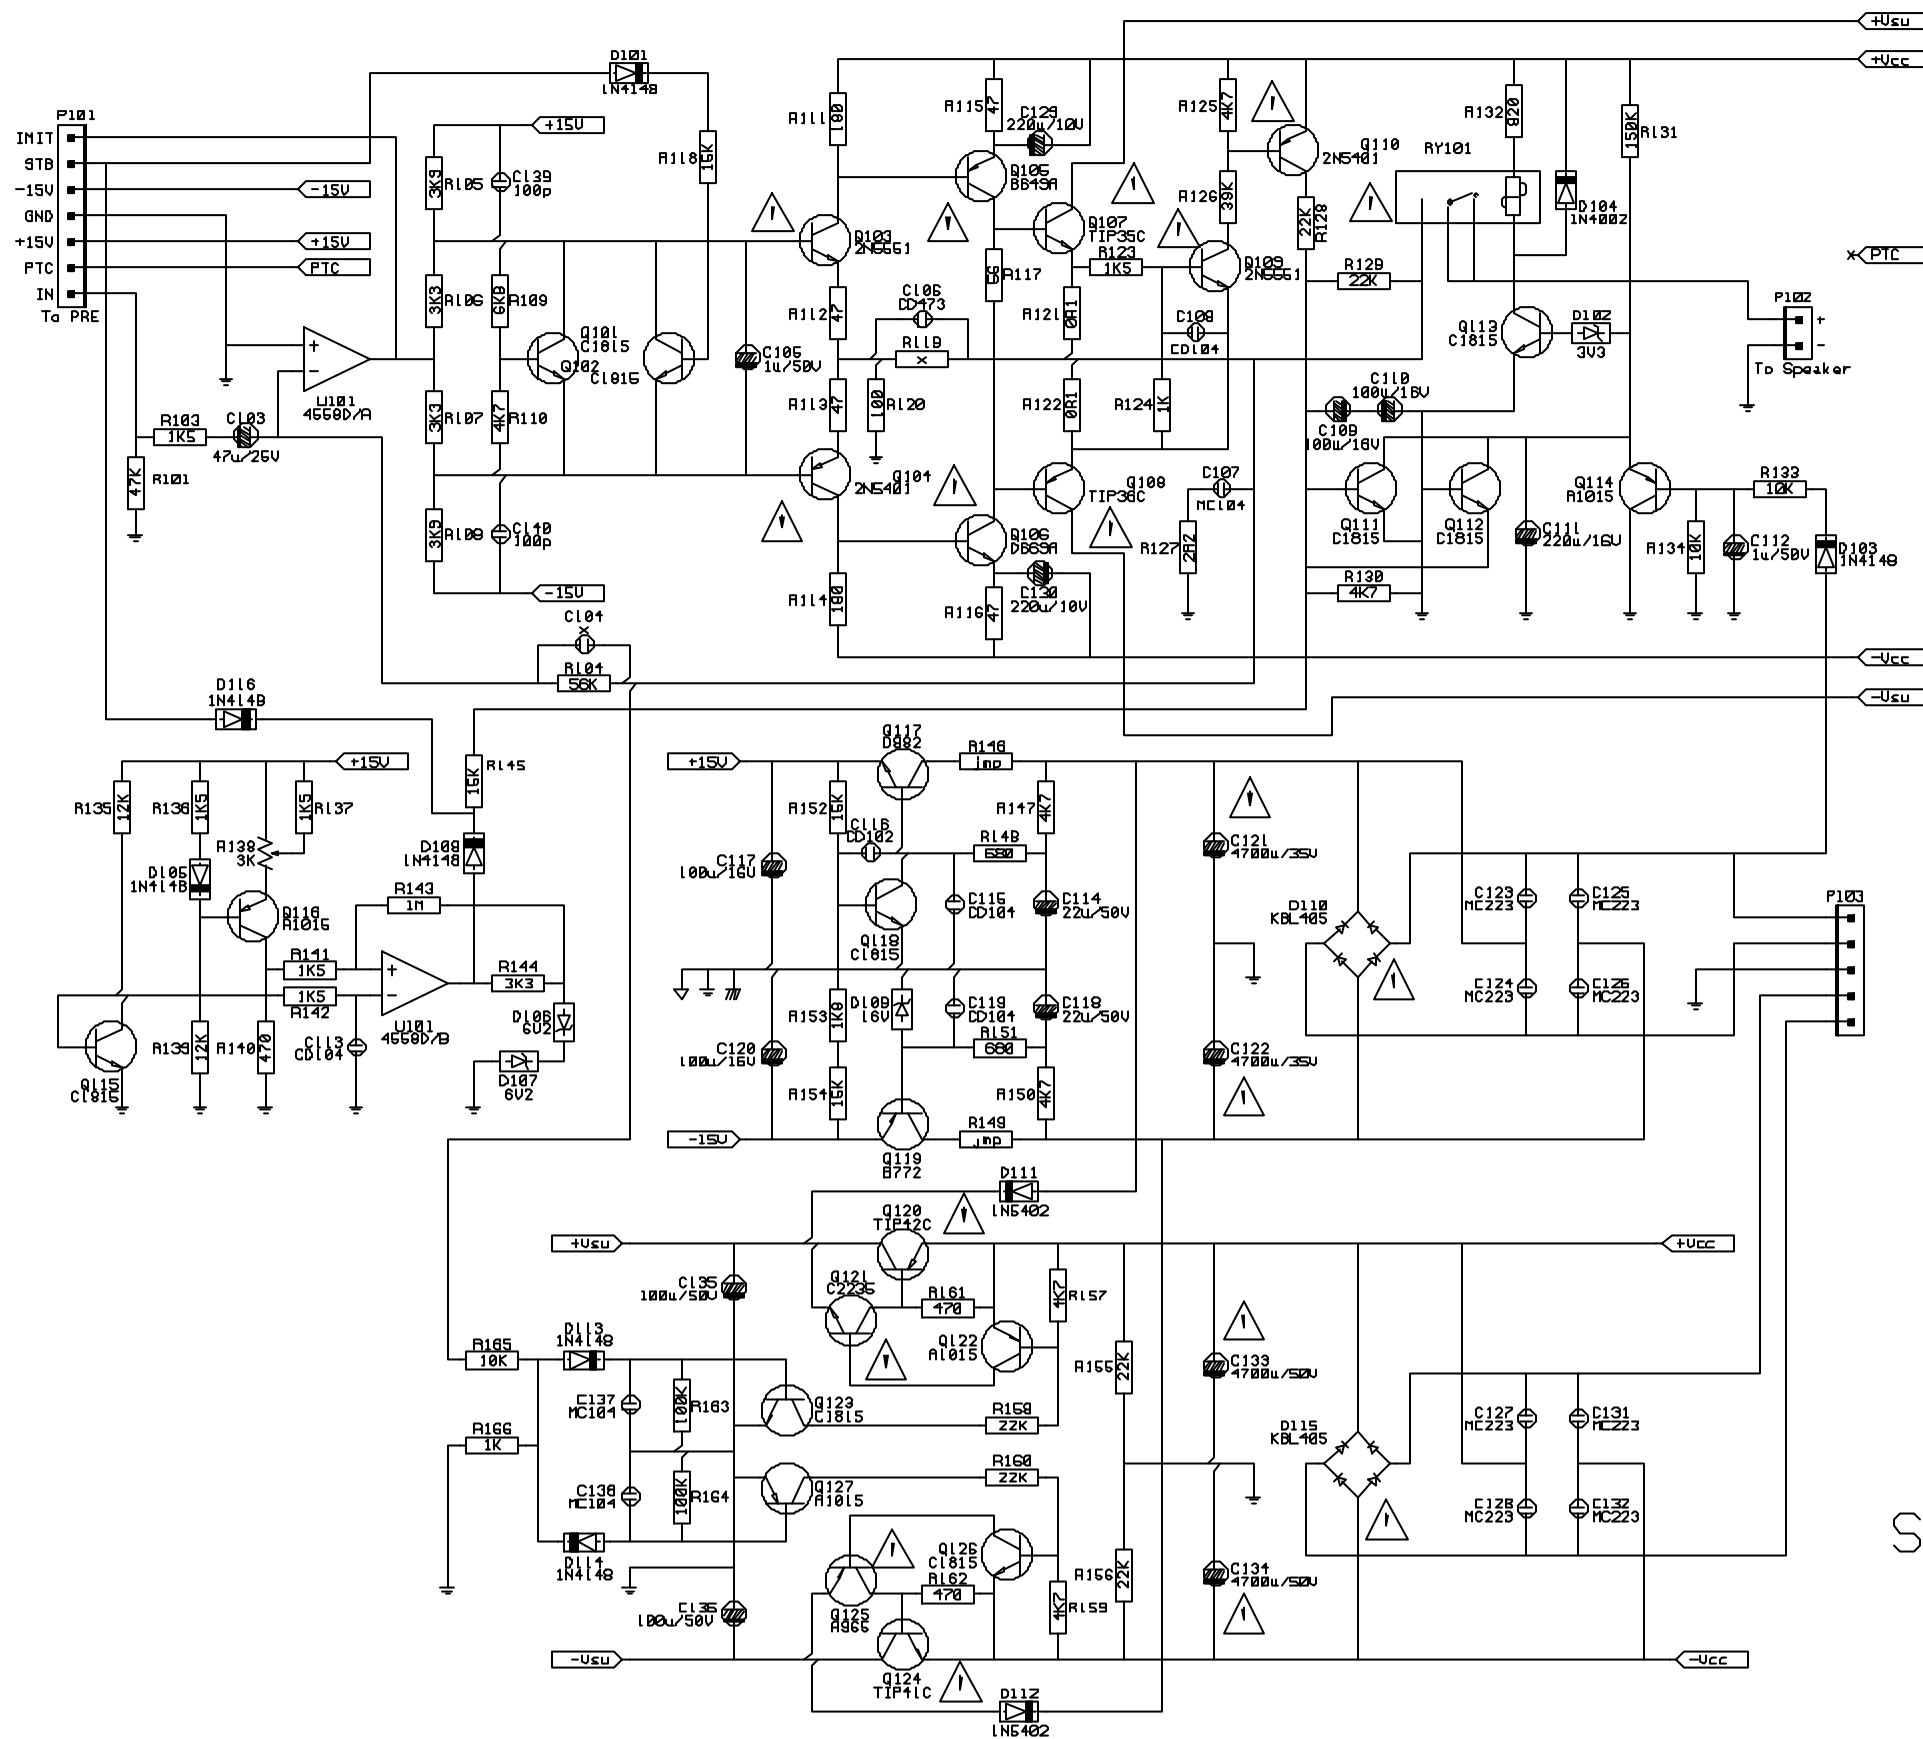 +Vsu
+Vcc
D101
1N4148
P101
IMIT
STB
-15V
GND
+15V
PTC
IN
To PRE
-15V
+15V
PTC
+15V
3K9
R105
C139
100p
R118
15K
R111
180
R115
47
C129
220u/10V
Q105
B649A
R125
4K7
Q110
2N5401
R126
39K
RY101
R132
820
150K
R131
D104
1N4002
22K
R128
PTC
Q103
2N5551
Q107
TIP35C
R123
1K5
Q109
2N5551
R129
22K
3K3
R106
6K8
R109
R112
47
C106
CD473
56
R117
R121
0R1
C108
CD104
Q113
C1815
D102
3V3
P102
+
-
To Speaker
Q101
C1815
Q102
C1815
C105
1u/50V
R119
x
+
-
U101
4558D/A
R103
1K5
C103
47u/25V
47K
R101
3K3
R107
4K7
R110
R113
47
100
R120
R122
0R1
R124
1K
C110
100u/16V
C109
100u/16V
Q104
2N5401
Q108
TIP36C
C107
MC104
R127
2R2
Q111
C1815
Q112
C1815
C111
220u/16V
Q114
A1015
R133
10K
R134
10K
C112
1u/50V
D103
1N4148
3K9
R108
C140
100p
-15V
Q106
D669A
C130
220u/10V
R114
180
R116
47
R130
4K7
C104
x
R104
56K
-Vcc
-Vsu
D116
1N4148
+15V
R135
12K
R136
1K5
1K5
R137
R138
3K
D105
1N4148
Q116
A1015
15K
R145
D108
1N4148
R143
1M
R141
1K5
1K5
R142
+
-
U101
4558D/B
R144
3K3
D106
6V2
D107
6V2
Q115
C1815
R139
12K
R140
470
C113
CD104
+15V
Q117
D882
R146
jmp
R152
15K
R147
4K7
C116
CD102
R148
680
C117
100u/16V
C115
CD104
C114
22u/50V
Q118
C1815
D109
16V
R153
1K8
C119
CD104
C118
22u/50V
R151
680
C120
100u/16V
R154
15K
R150
4K7
-15V
R149
jmp
Q119
B772
C121
4700u/35V
C122
4700u/35V
D110
KBL405
C123
MC223
C125
MC223
C124
MC223
C126
MC223
P103
D111
1N5402
Q120
TIP42C
+Vsu
+Vcc
C135
100u/50V
Q121
C2235
R161
470
4K7
R157
Q122
A1015
R155
22K
C133
4700u/50V
R165
10K
D113
1N4148
C137
MC104
100K
R163
Q123
C1815
R158
22K
R166
1K
D115
KBL405
C127
MC223
C131
MC223
R160
22K
C138
MC104
100K
R164
Q127
A1015
C128
MC223
C132
MC223
S
D114
1N4148
Q126
C1815
R162
470
4K7
R159
R156
22K
C134
4700u/50V
C136
100u/50V
Q125
A966
-Vsu
Q124
TIP41C
-Vcc
D112
1N5402